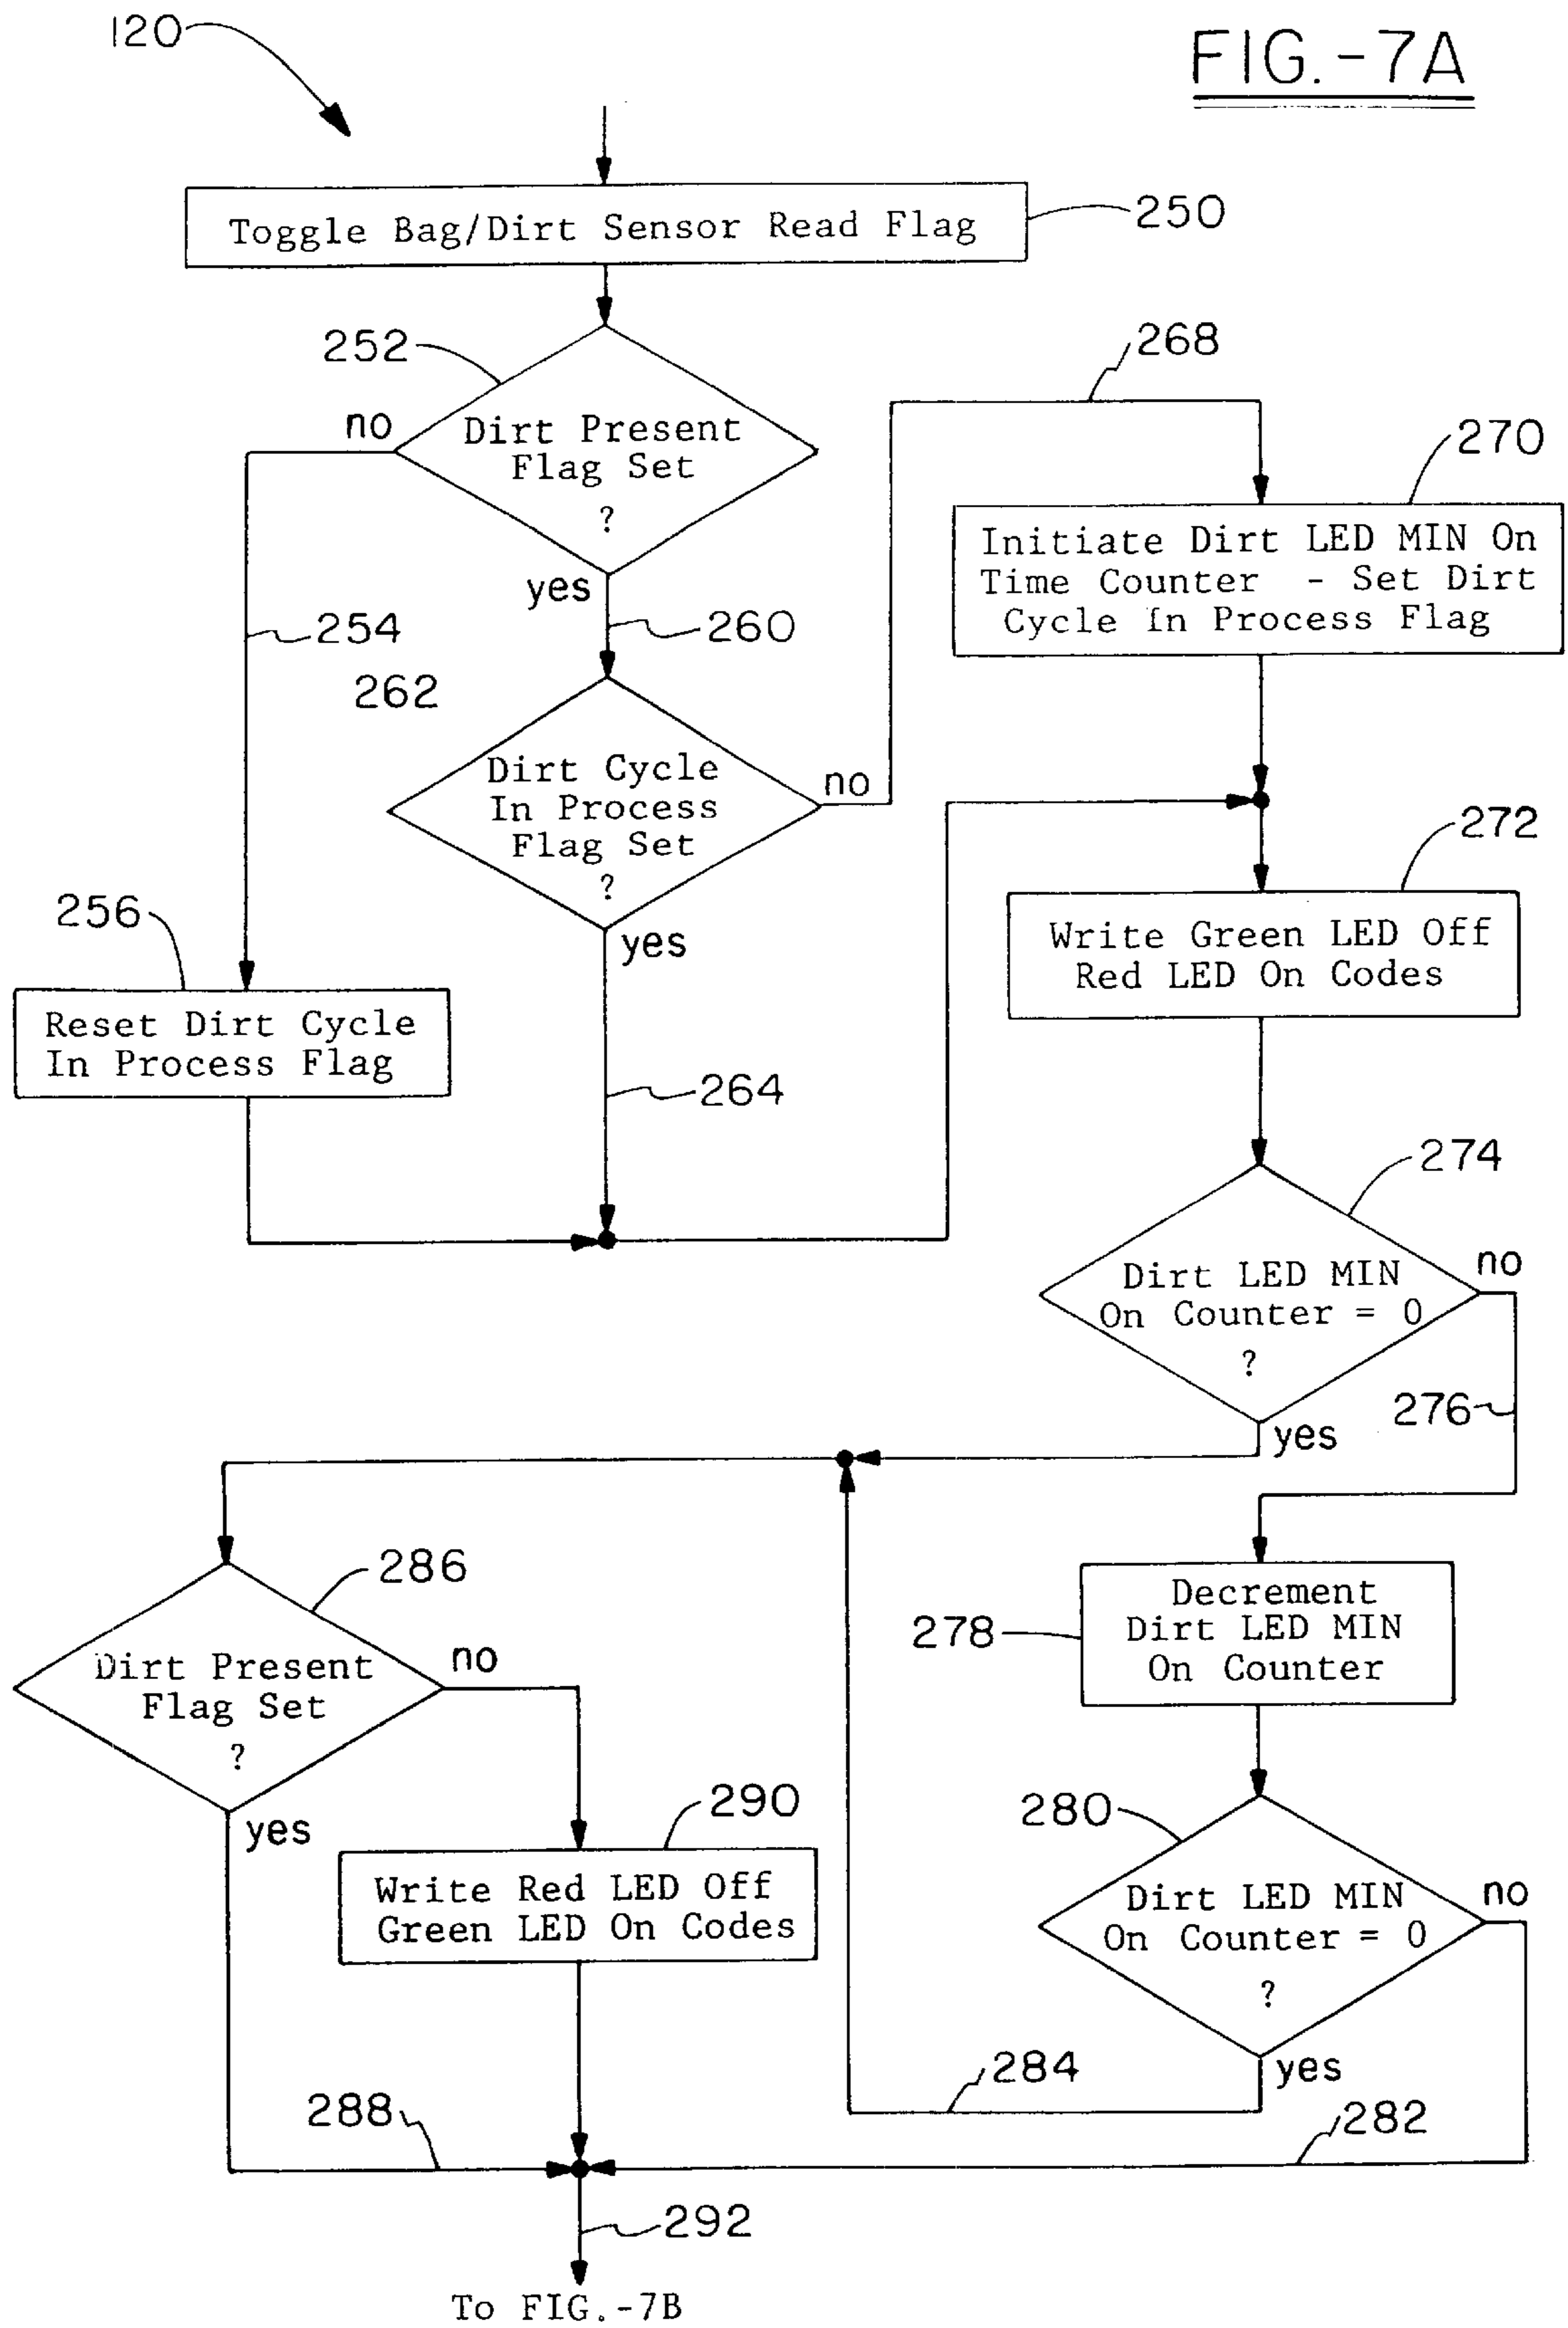 120
FIG.-7A
Toggle Bag/Dirt Sensor Read Flag
250
252
no
Dirt Present
Flag Set
?
yes
254
260
262
268
270
Initiate Dirt LED MIN On
Time Counter - Set Dirt
Cycle In Process Flag
Dirt Cycle
In Process
Flag Set
?
no
yes
256
Reset Dirt Cycle
In Process Flag
264
272
Write Green LED Off
Red LED On Codes
274
Dirt LED MIN
On Counter = 0
?
no
276
yes
286
Dirt Present
Flag Set
?
no
yes
278
Decrement
Dirt LED MIN
On Counter
290
Write Red LED Off
Green LED On Codes
280
Dirt LED MIN
On Counter = 0
?
no
yes
284
288
282
292
To FIG.-7B